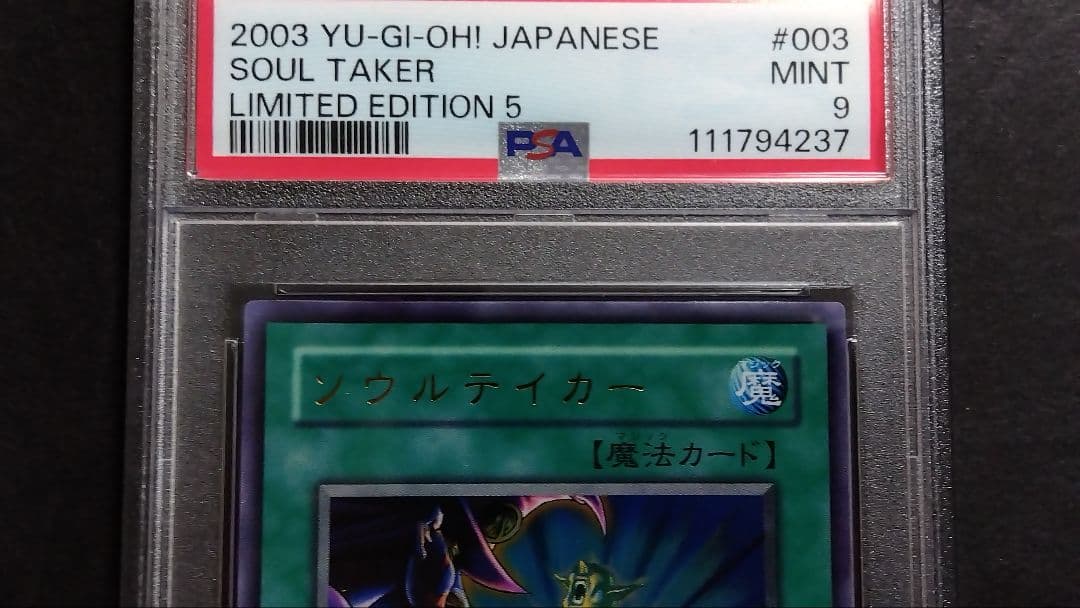 2003 YU-GI-OH! JAPANESE #003
SOUL TAKER MINT
LIMITED EDITION 5 9
PSA 111794237
ソウルテイカー 魔
【魔法カード】